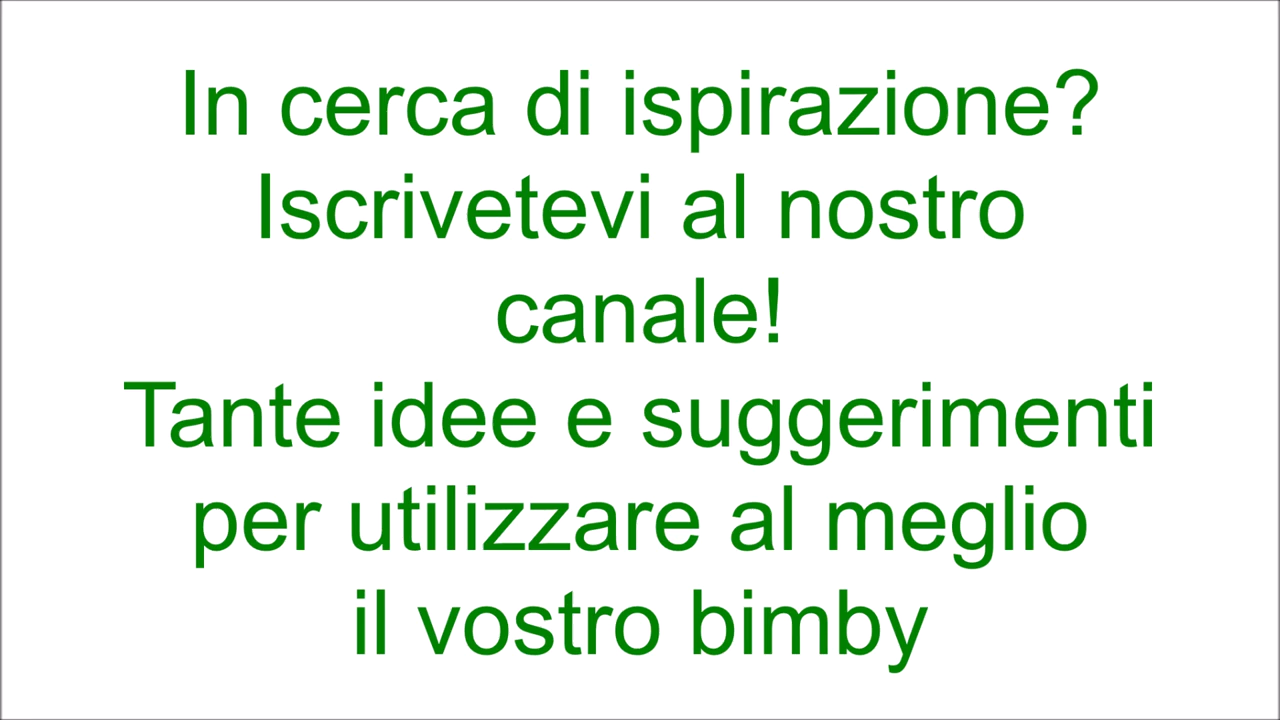 In cerca di ispirazione?
Iscrivetevi al nostro
canale!
Tante idee e suggerimenti
per utilizzare al meglio
il vostro bimby